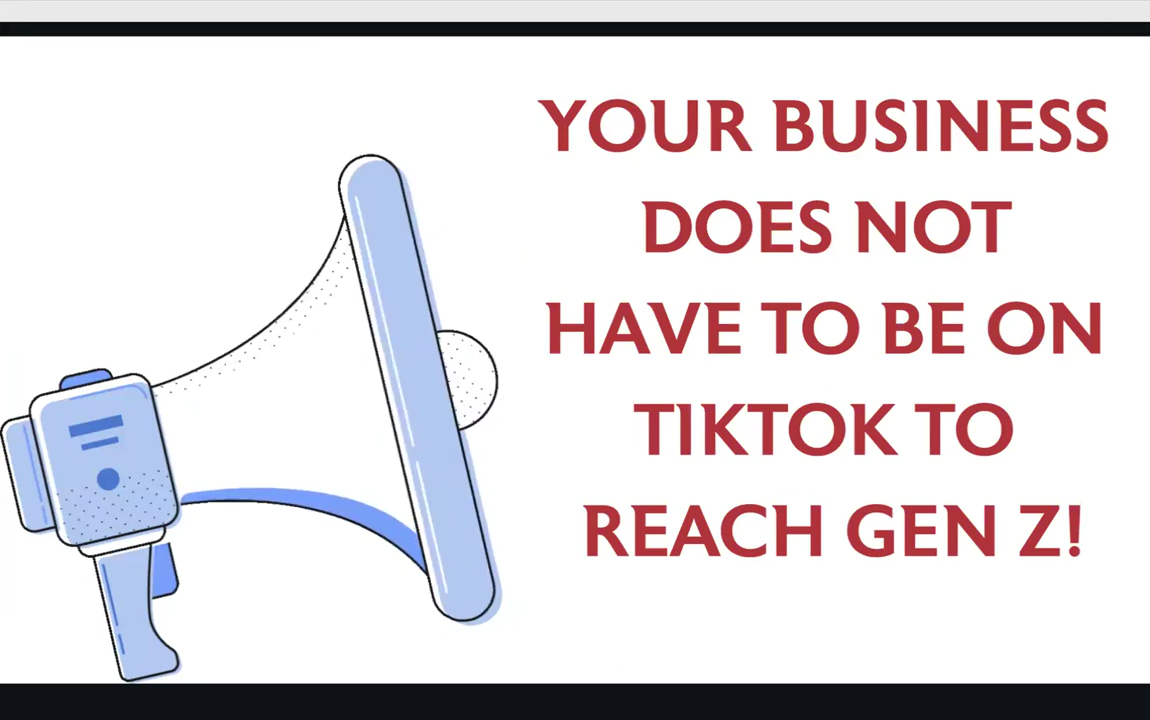 YOUR BUSINESS
DOES NOT
HAVE TO BE ON
TIKTOK TO
REACH GEN Z!